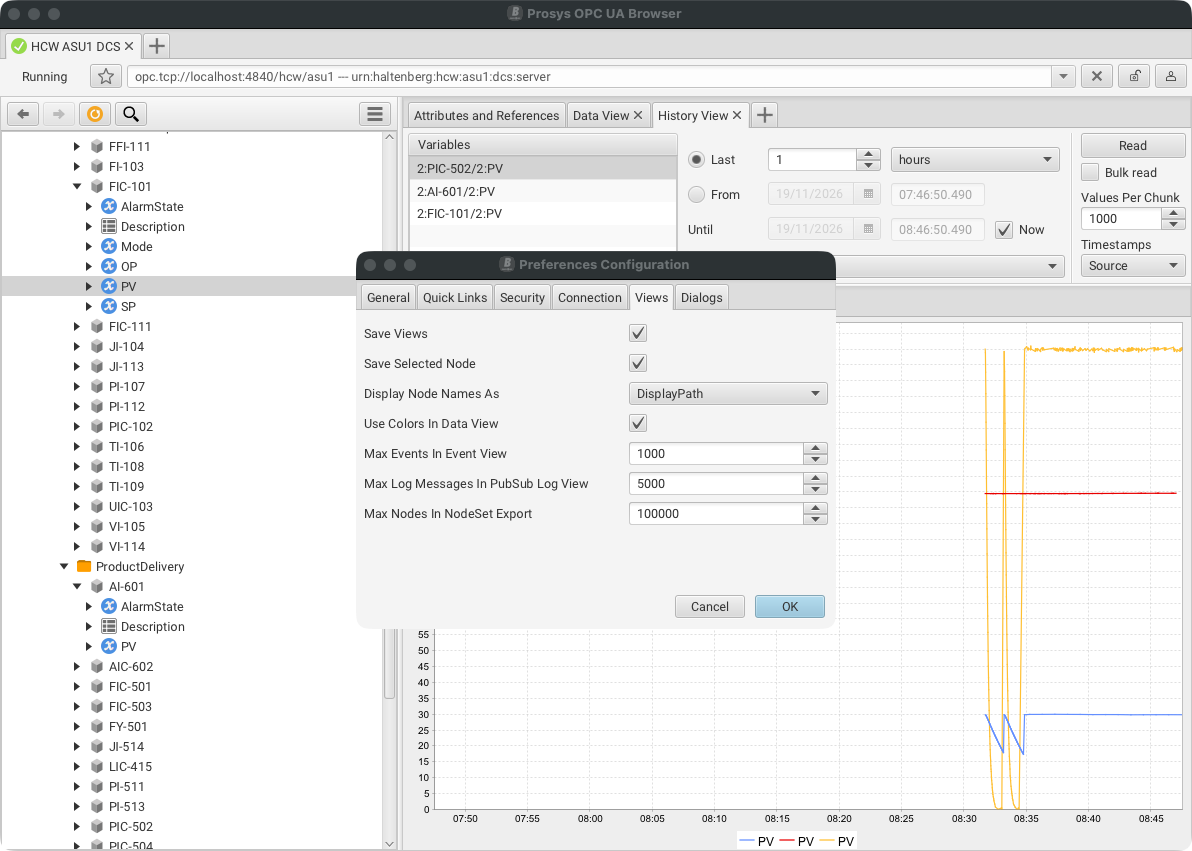 Prosys OPC UA Browser
HCW ASU1 DCS
Running
opc.tcp://localhost:4840/hcw/asu1 --- urn:haltenberg:hcw:asu1:dcs:server
FFI-111
FI-103
FIC-101
AlarmState
Description
Mode
OP
PV
SP
FIC-111
JI-104
JI-113
PI-107
PI-112
PIC-102
TI-106
TI-108
TI-109
UIC-103
VI-105
VI-114
ProductDelivery
AI-601
AlarmState
Description
PV
AIC-602
FIC-501
FIC-503
FY-501
JI-514
LIC-415
PI-511
PI-513
PIC-502
PIC-504
Attributes and References
Data View
History View
Variables
2:PIC-502/2:PV
2:AI-601/2:PV
2:FIC-101/2:PV
Last 1 hours
From 19/11/2026 07:46:50.490
Until 19/11/2026 08:46:50.490 Now
Read
Bulk read
Values Per Chunk
1000
Timestamps
Source
Preferences Configuration
General Quick Links Security Connection Views Dialogs
Save Views
Save Selected Node
Display Node Names As DisplayPath
Use Colors In Data View
Max Events In Event View 1000
Max Log Messages In PubSub Log View 5000
Max Nodes In NodeSet Export 100000
Cancel OK
55
50
45
40
35
30
25
20
15
10
5
0
07:50 07:55 08:00 08:05 08:10 08:15 08:20 08:25 08:30 08:35 08:40 08:45
PV PV PV